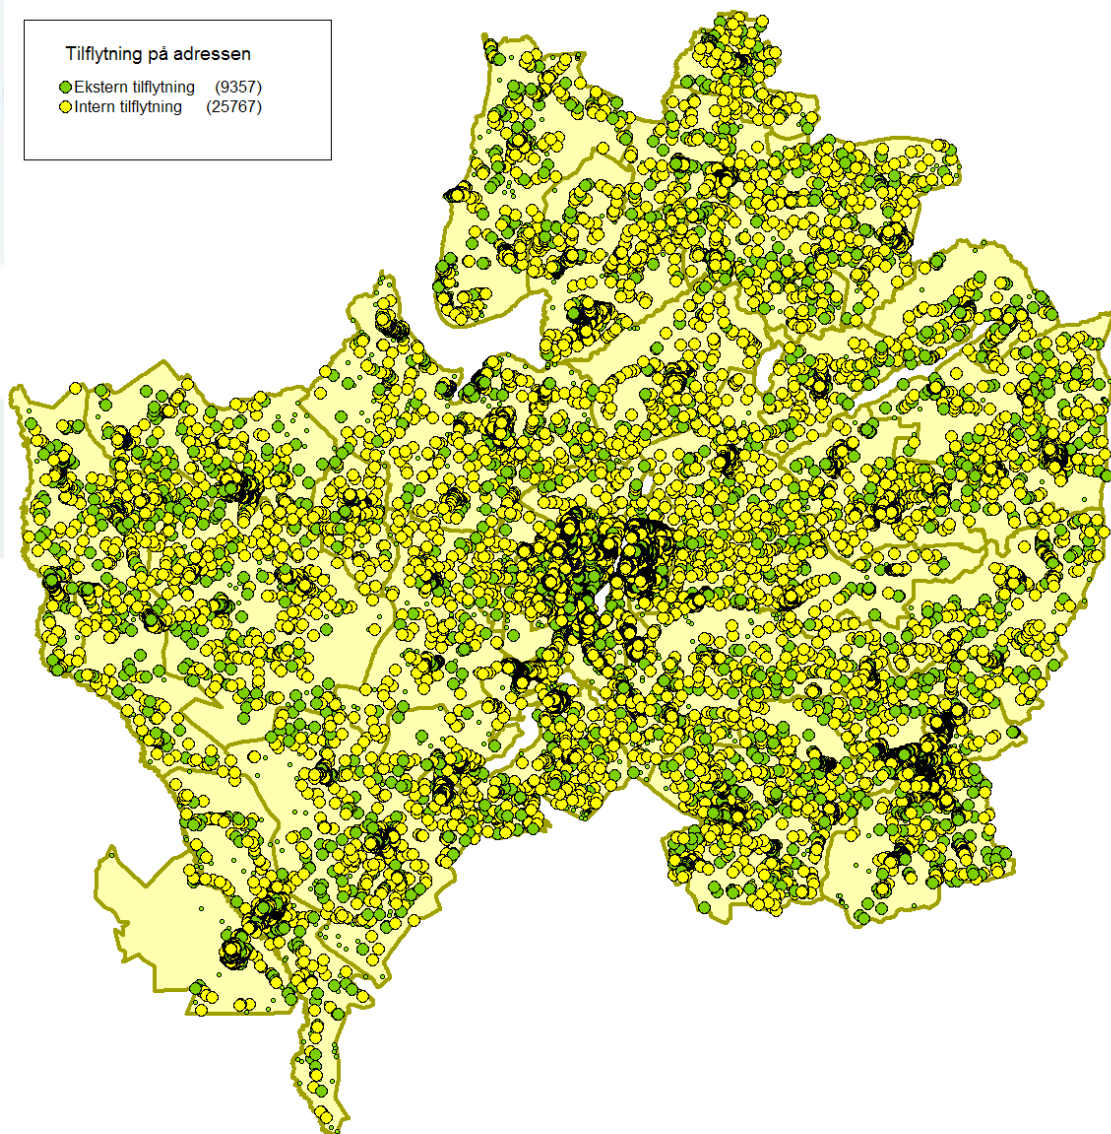 Tilflytning på adressen
Ekstern tilflytning (9357)
Intern tilflytning (25767)